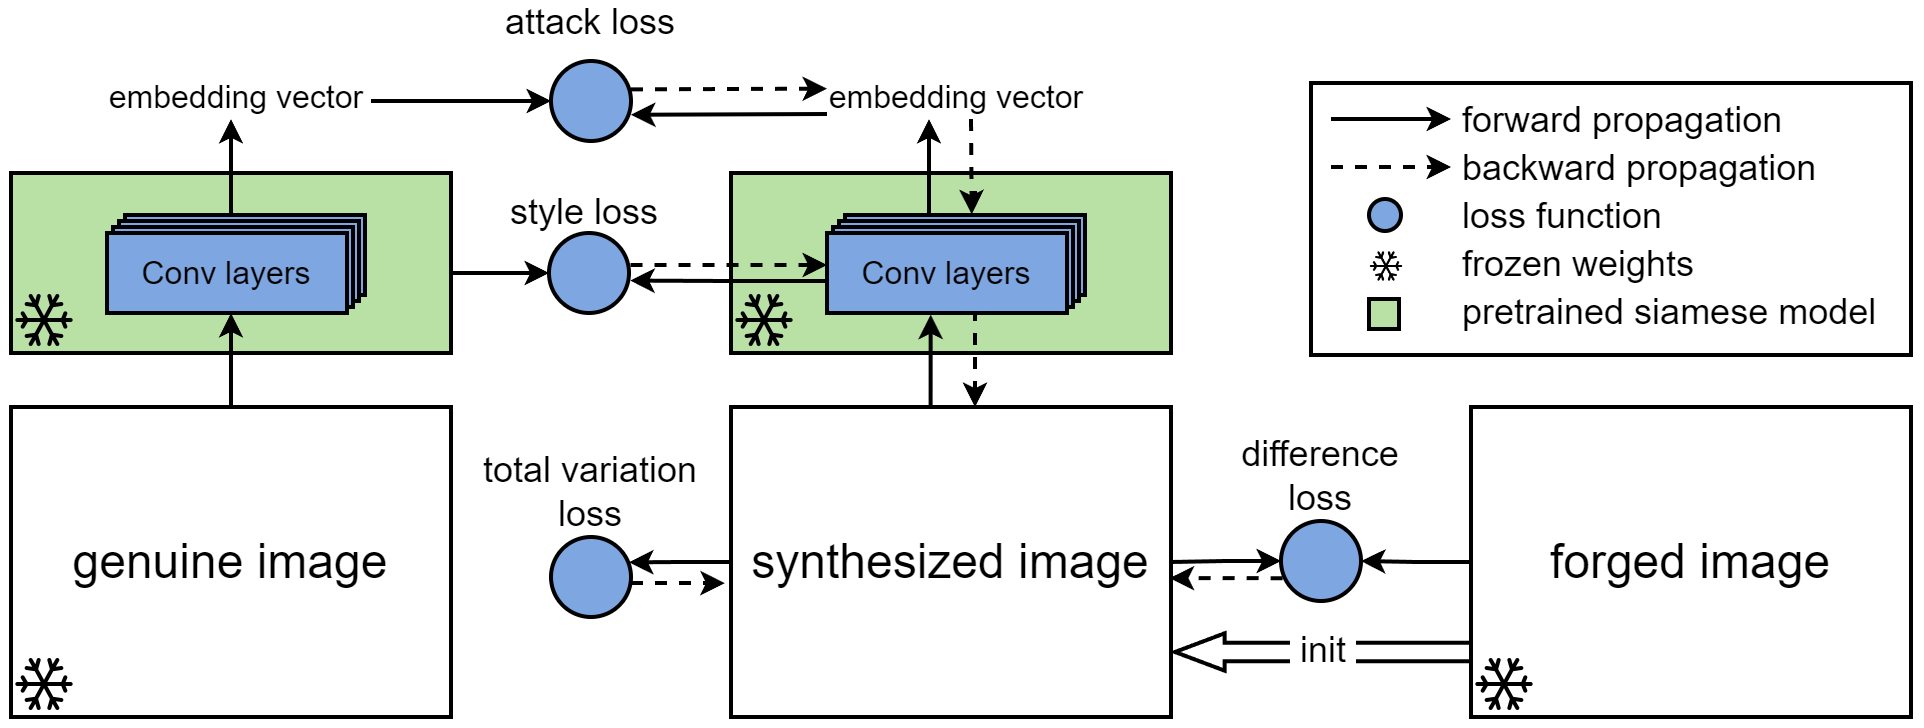 attack loss
embedding vector
embedding vector
style loss
Conv layers
Conv layers
forward propagation
backward propagation
loss function
frozen weights
pretrained siamese model
genuine image
total variation
loss
synthesized image
difference
loss
init
forged image